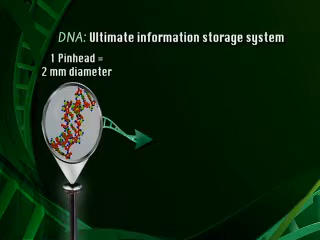 DNA: Ultimate information storage system
1 Pinhead =
2 mm diameter